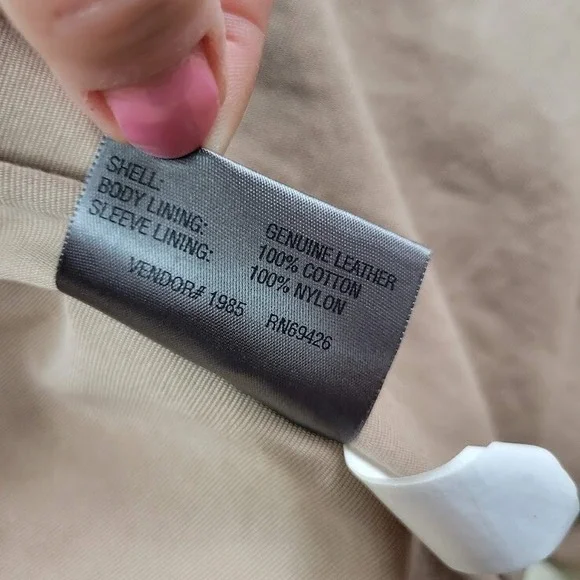 SHELL: GENUINE LEATHER
BODY LINING: 100% COTTON
SLEEVE LINING: 100% NYLON
VENDOR# 1985 RN69426